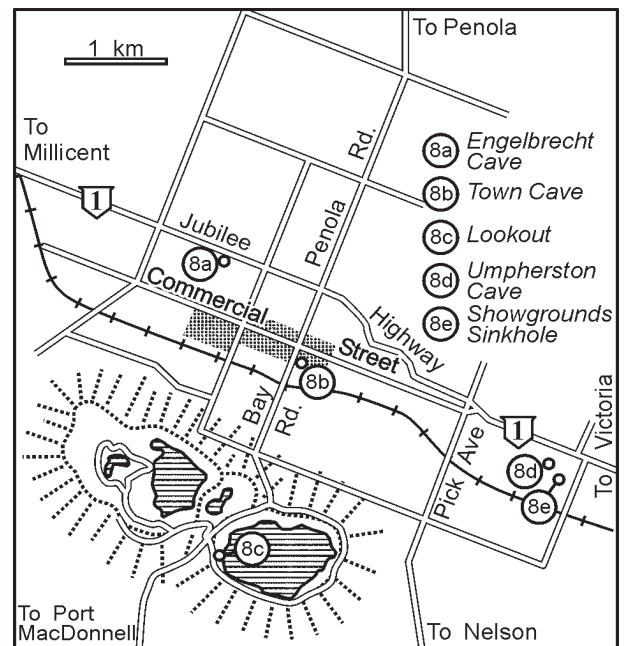 To Penola
1 km
To
Millicent
Rd.
Penola
8a Engelbrecht
Cave
8b Town Cave
8c Lookout
8d Umpherston
Cave
8e Showgrounds
Sinkhole
1
Jubilee
Highway
8a
Commercial
Street
8b
Bay
Rd.
Pick Ave
1
To Victoria
8d
8e
8c
To Port
MacDonnell
To Nelson